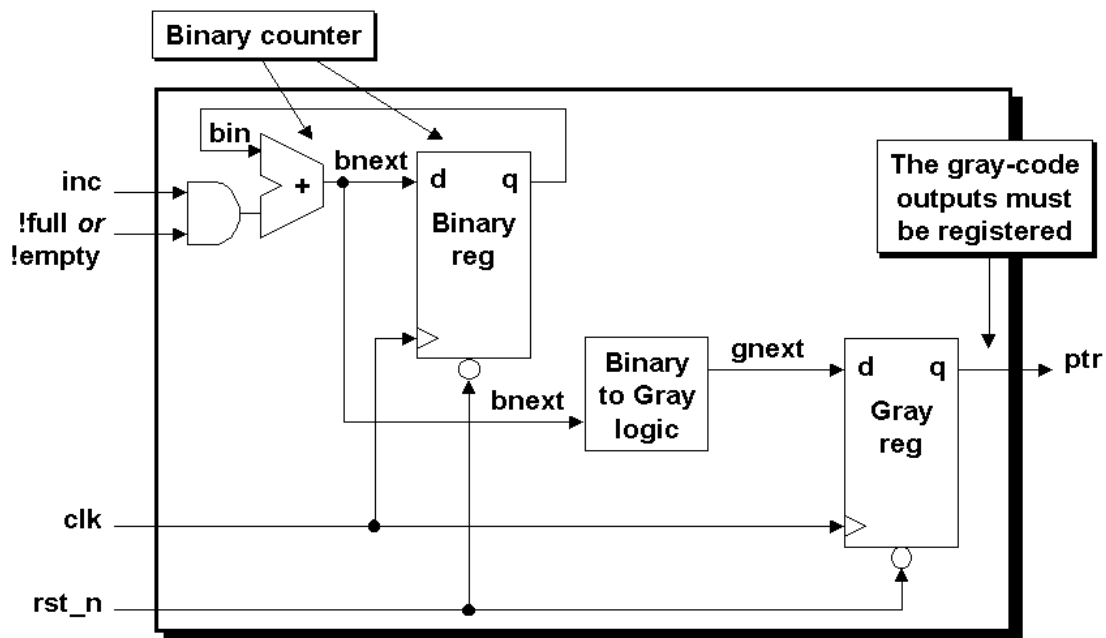 Binary counter
bin
bnext
inc
!full or
!empty
+
d
q
Binary
reg
The gray-code
outputs must
be registered
bnext
Binary
to Gray
logic
gnext
d
q
Gray
reg
ptr
clk
rst_n